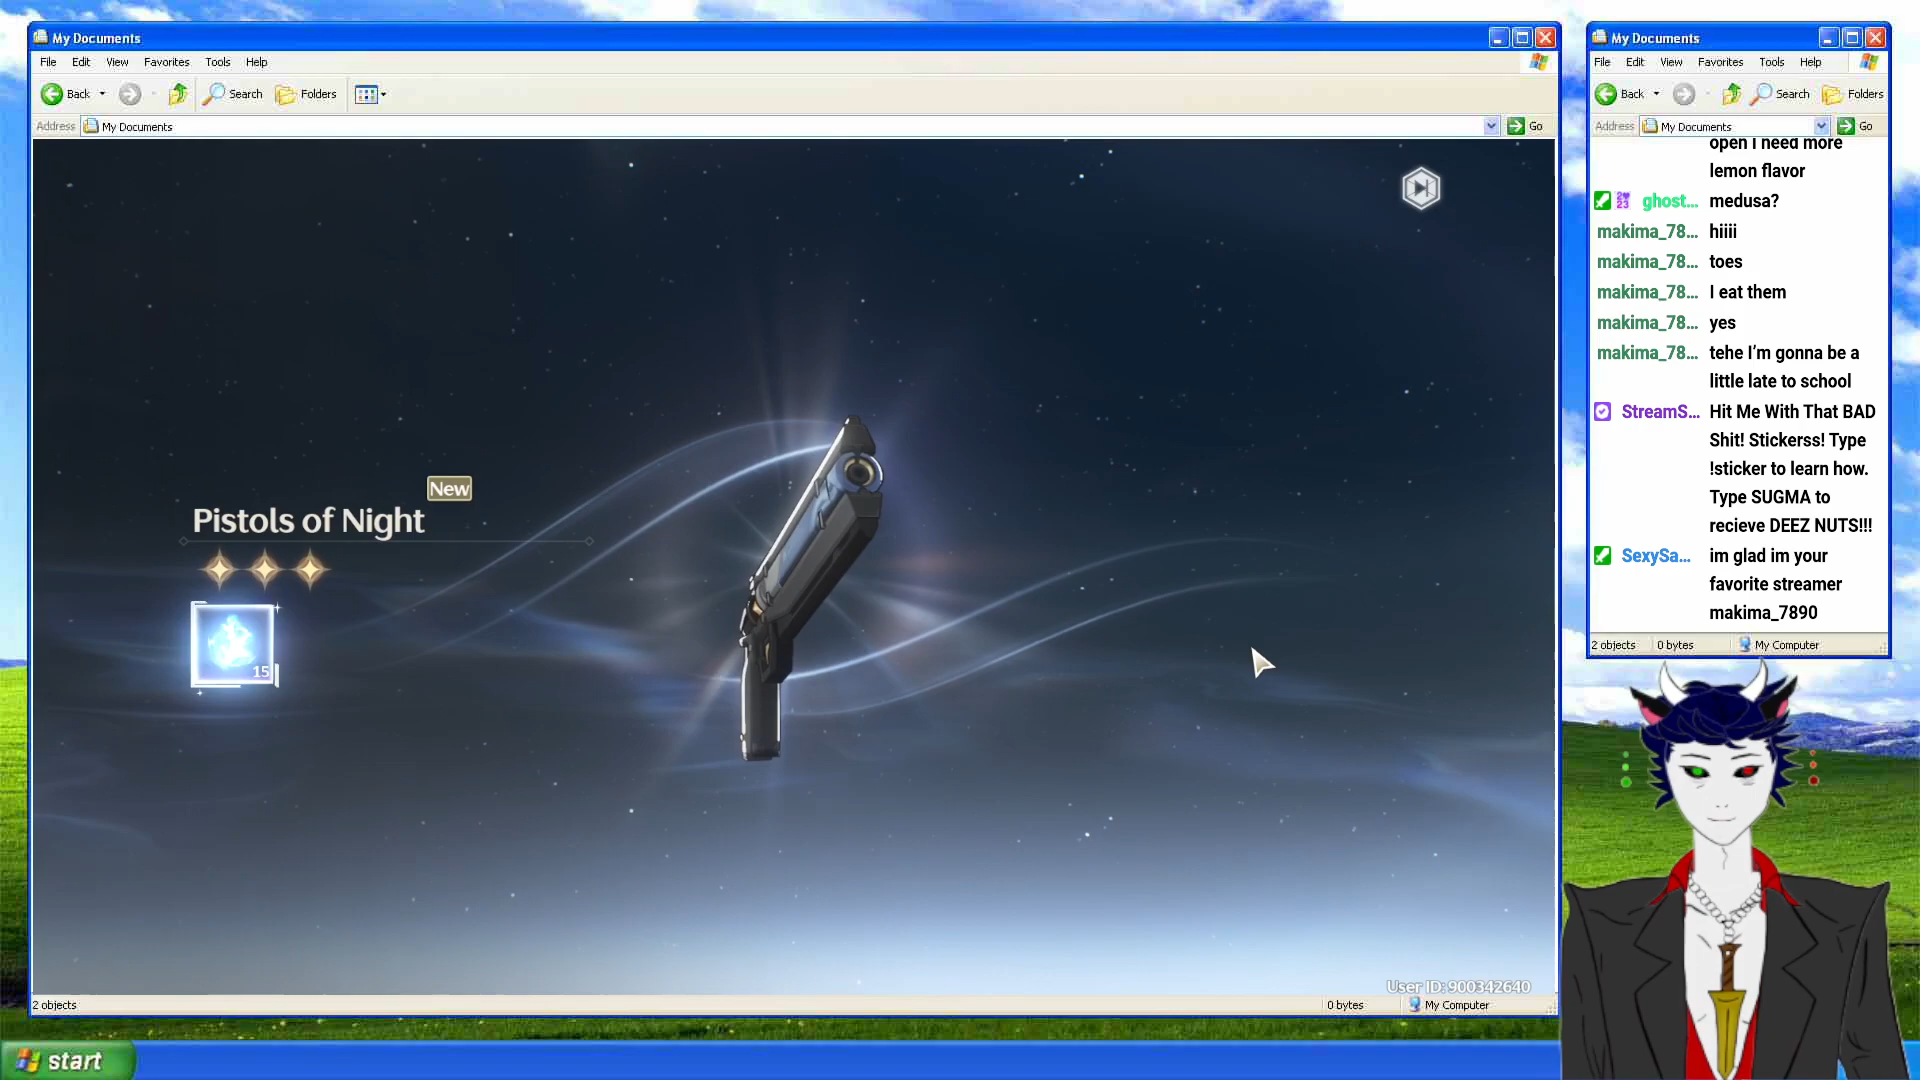 My Documents
File Edit View Favorites Tools Help
Back Search Folders
Address My Documents Go
New
Pistols of Night
15
User ID: 900342640
2 objects 0 bytes My Computer
start
My Documents
File Edit View Favorites Tools Help
Back Search Folders
Address My Documents Go
open I need more
lemon flavor
ghost... medusa?
makima_78... hiiii
makima_78... toes
makima_78... I eat them
makima_78... yes
makima_78... tehe I’m gonna be a
little late to school
StreamS... Hit Me With That BAD
Shit! Stickerss! Type
!sticker to learn how.
Type SUGMA to
recieve DEEZ NUTS!!!
SexySa... im glad im your
favorite streamer
makima_7890
2 objects 0 bytes My Computer